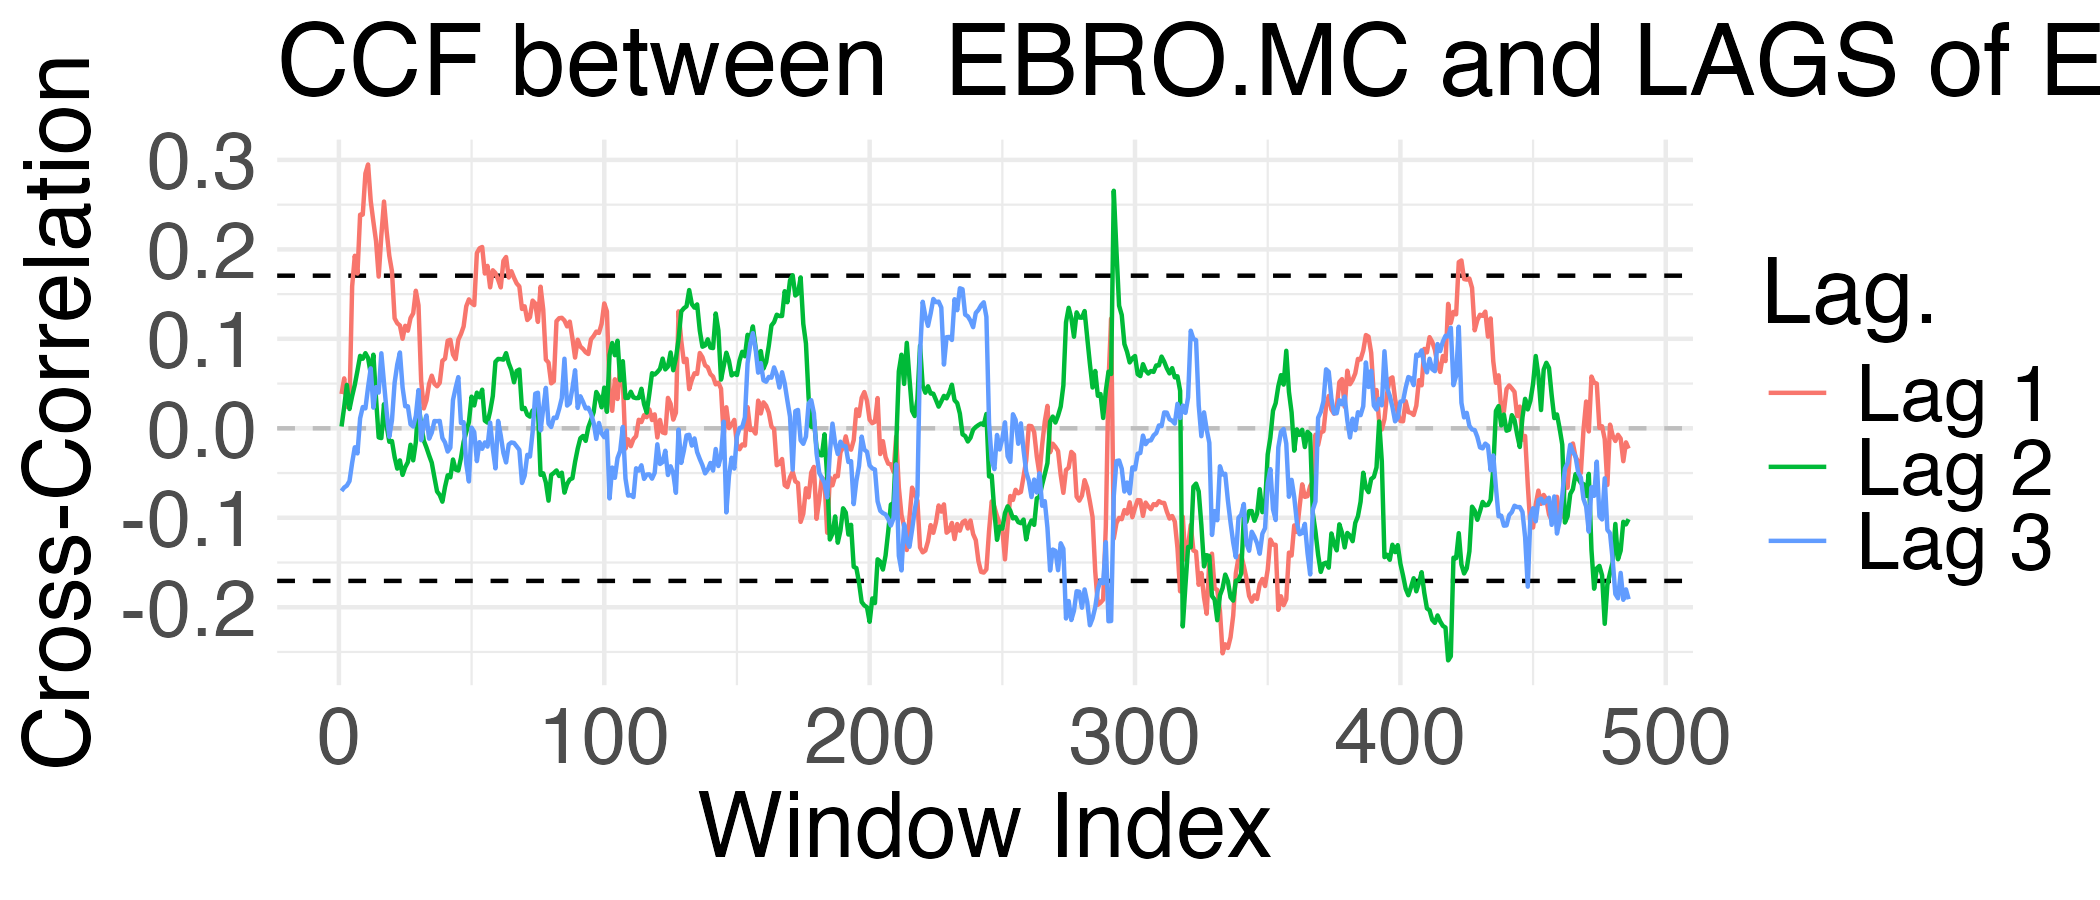 CCF between  EBRO.MC and LAGS of E
Cross-Correlation
0.3
0.2
0.1
0.0
-0.1
-0.2
0 100 200 300 400 500
Window Index
Lag.
Lag 1
Lag 2
Lag 3